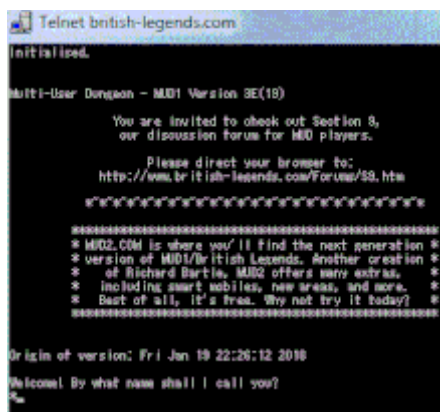 Telnet british-legends.com
Initialised.
Multi-User Dungeon - MUD1 Version 3E(19)
You are invited to check out Section 9,
our discussion forum for MUD players.
Please direct your browser to:
http://www.british-legends.com/Forums/S9.htm
* MUD2.COM is where you'll find the next generation *
* version of MUD1/British Legends. Another creation *
* of Richard Bartle, MUD2 offers many extras, *
* including smart mobiles, new areas, and more. *
* Best of all, it's free. Why not try it today? *
Origin of version: Fri Jan 19 22:26:12 2018
Welcome! By what name shall I call you?
*